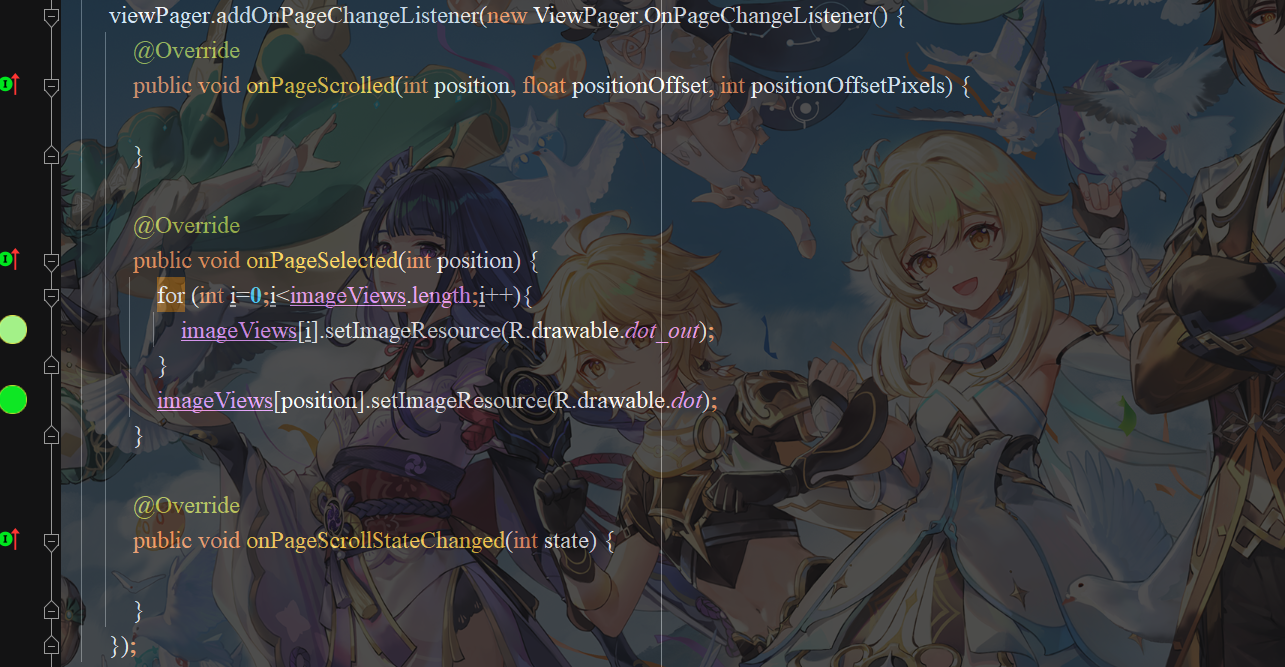 viewPager.addOnPageChangeListener(new ViewPager.OnPageChangeListener() {
@Override
public void onPageScrolled(int position, float positionOffset, int positionOffsetPixels) {
}
@Override
public void onPageSelected(int position) {
for (int i=0;i<imageViews.length;i++){
imageViews[i].setImageResource(R.drawable.dot_out);
}
imageViews[position].setImageResource(R.drawable.dot);
}
@Override
public void onPageScrollStateChanged(int state) {
}
});